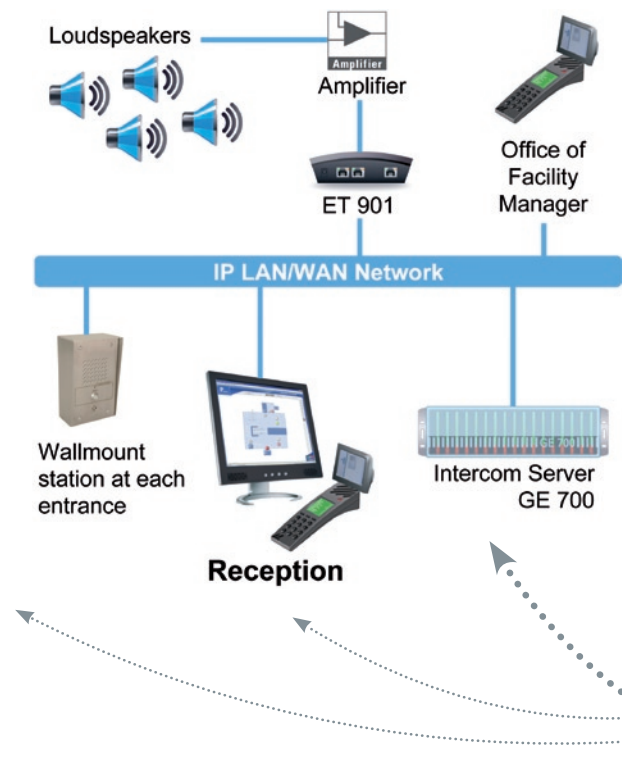 Loudspeakers
Amplifier
Amplifier
ET 901
Office of
Facility
Manager
IP LAN/WAN Network
Wallmount
station at each
entrance
GE 700
Intercom Server
GE 700
Reception